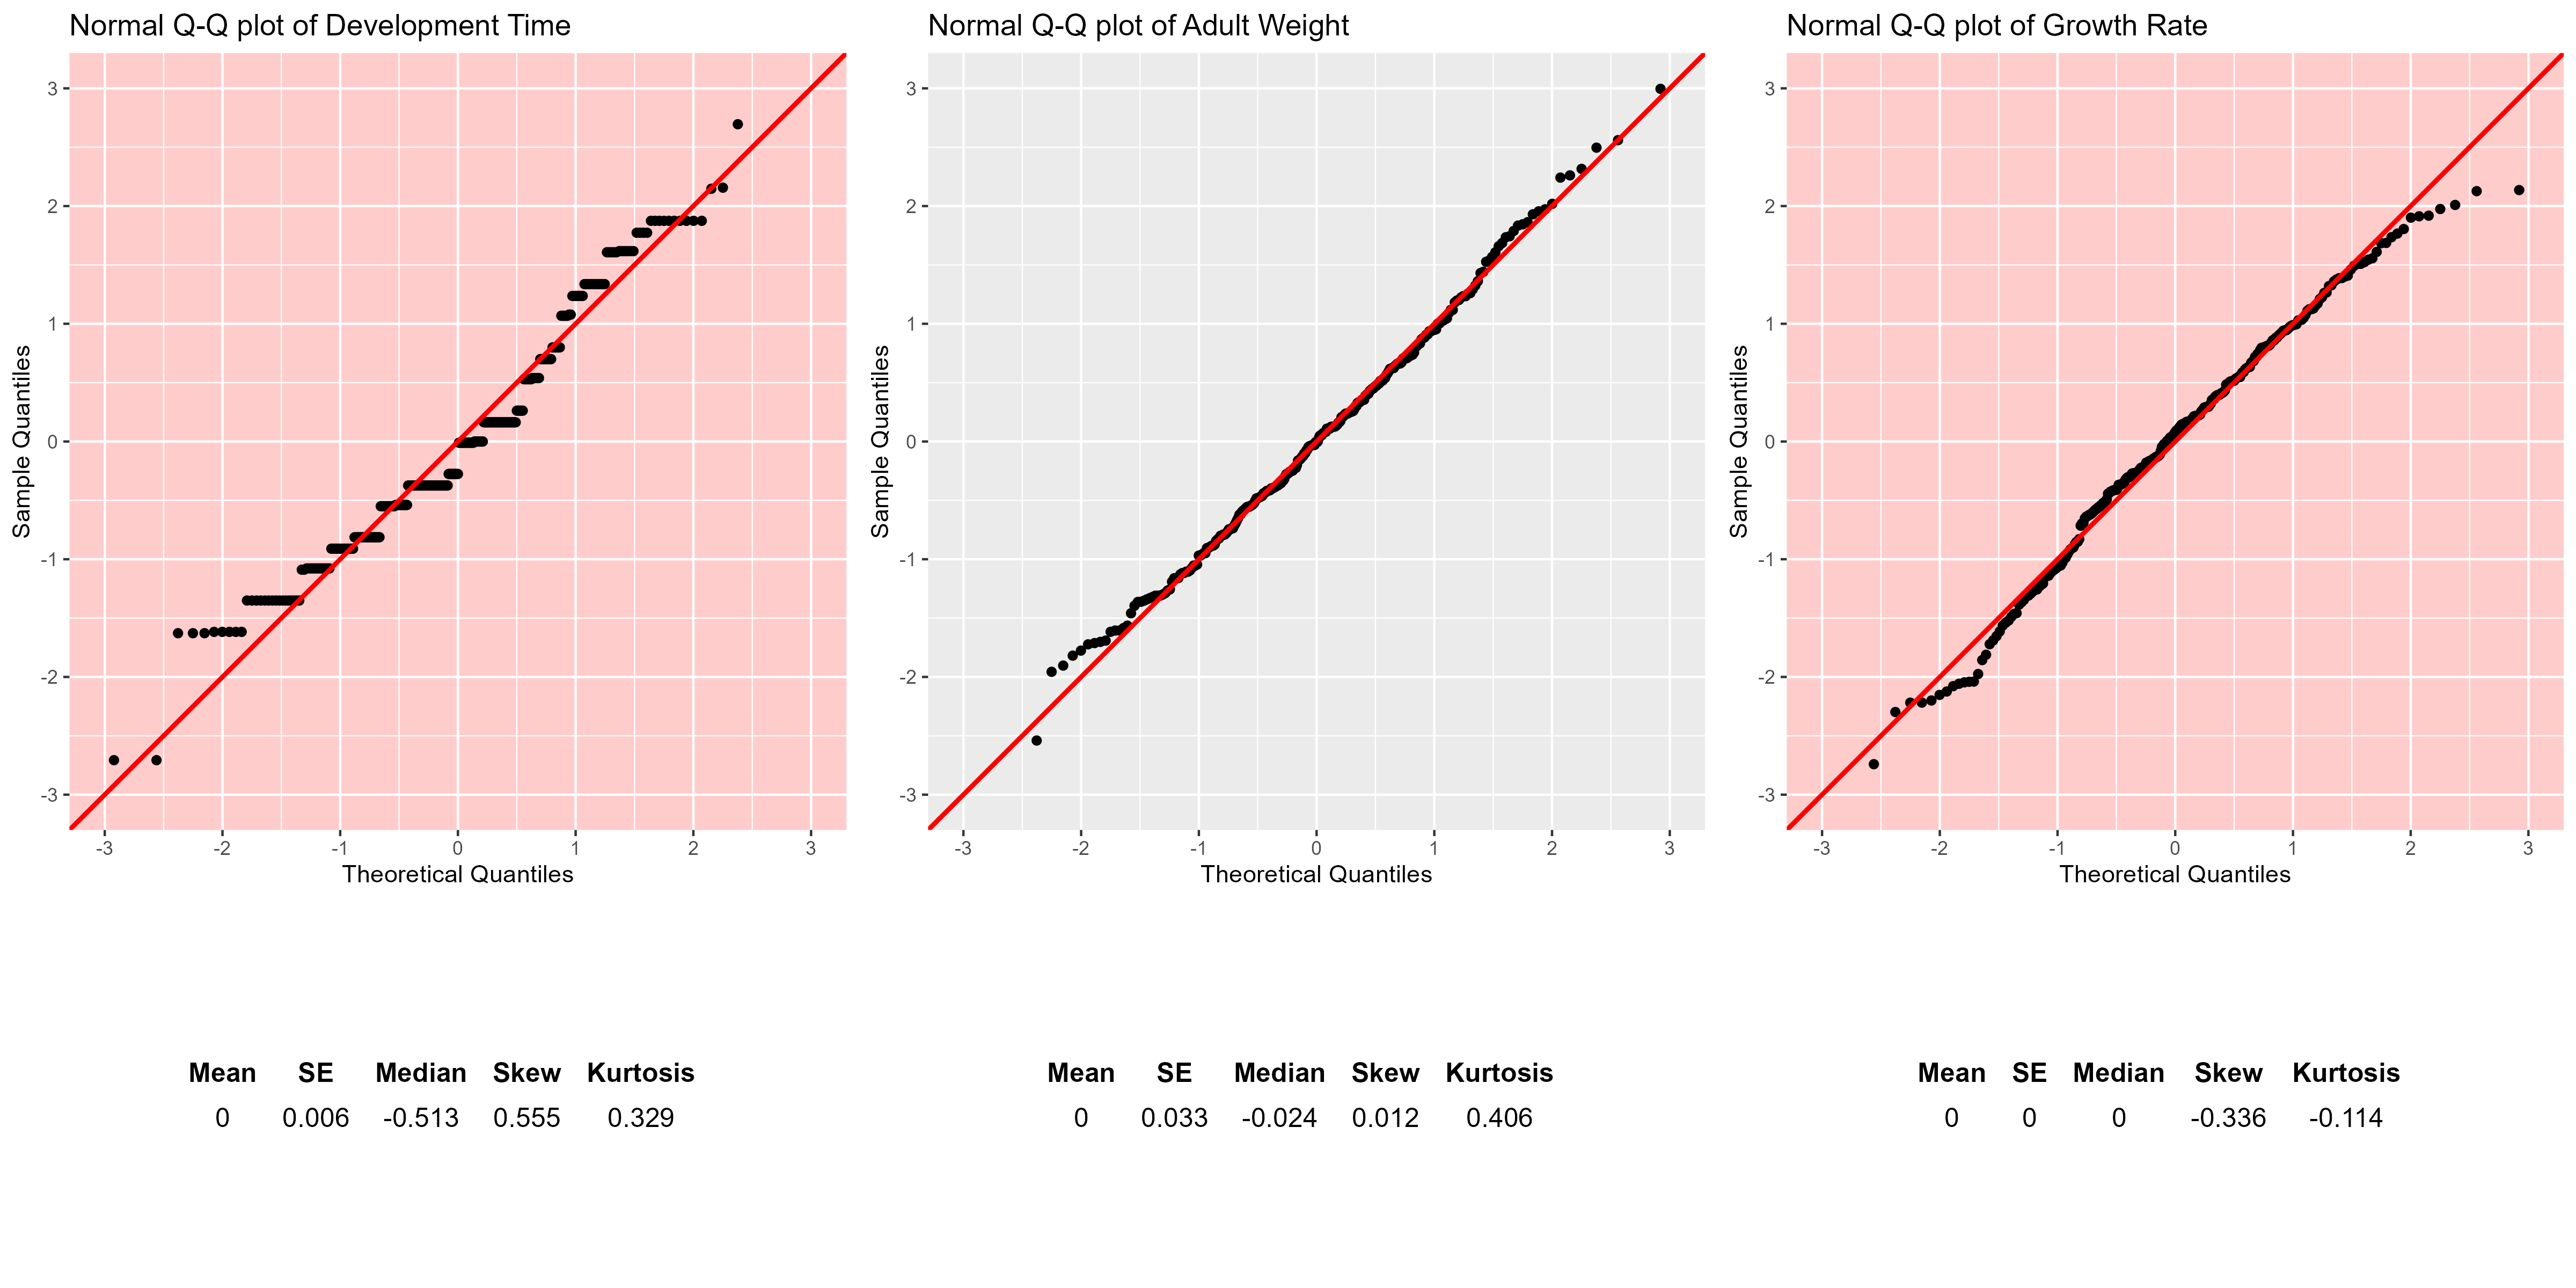 Normal Q-Q plot of Development Time
3
2
1
0
-1
-2
-3
Sample Quantiles
-3 -2 -1 0 1 2 3
Theoretical Quantiles
Normal Q-Q plot of Adult Weight
3
2
1
0
-1
-2
-3
Sample Quantiles
-3 -2 -1 0 1 2 3
Theoretical Quantiles
Normal Q-Q plot of Growth Rate
3
2
1
0
-1
-2
-3
Sample Quantiles
-3 -2 -1 0 1 2 3
Theoretical Quantiles
Mean SE Median Skew Kurtosis
0 0.006 -0.513 0.555 0.329
Mean SE Median Skew Kurtosis
0 0.033 -0.024 0.012 0.406
Mean SE Median Skew Kurtosis
0 0 0 -0.336 -0.114